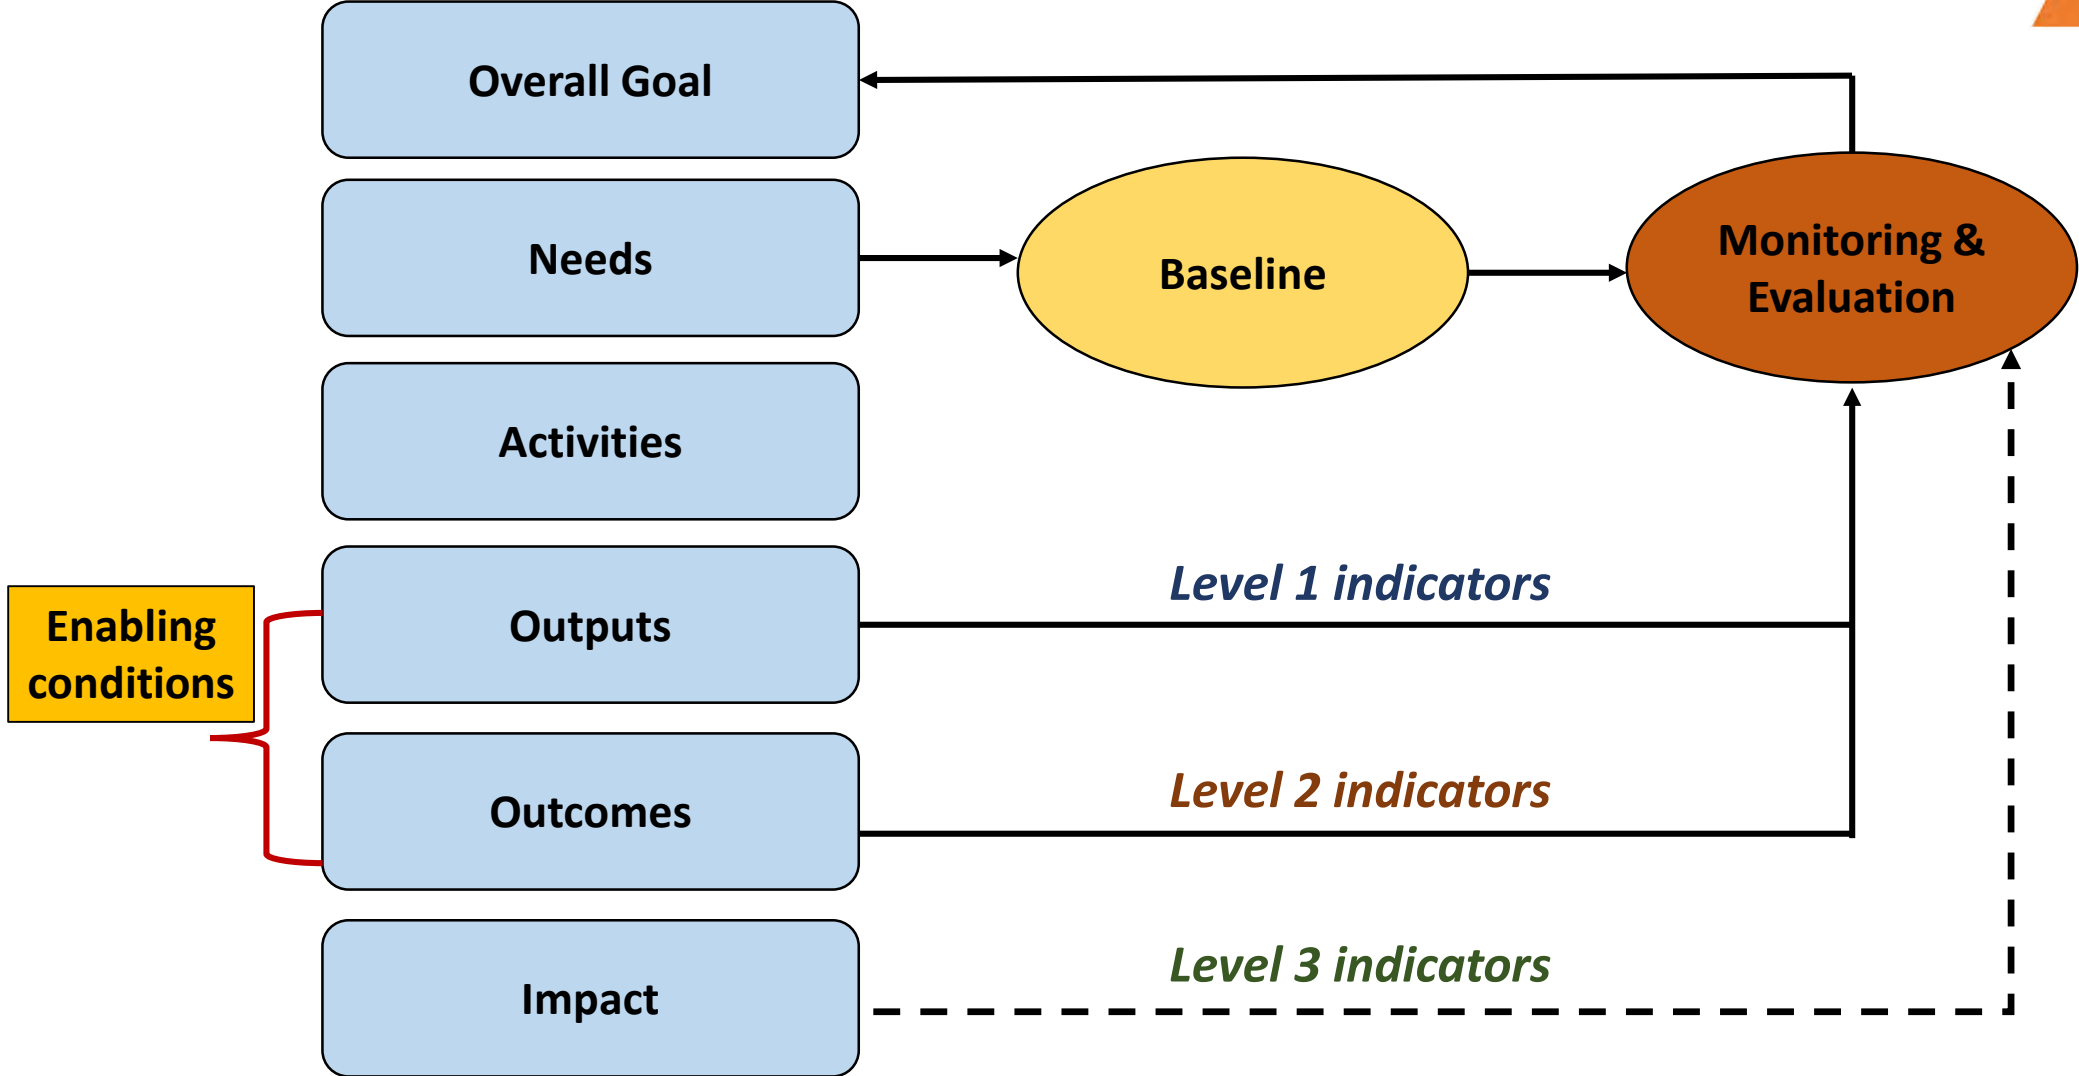 Overall Goal
Needs
Baseline
Monitoring &
Evaluation
Activities
Enabling
conditions
Outputs
Level 1 indicators
Outcomes
Level 2 indicators
Impact
Level 3 indicators